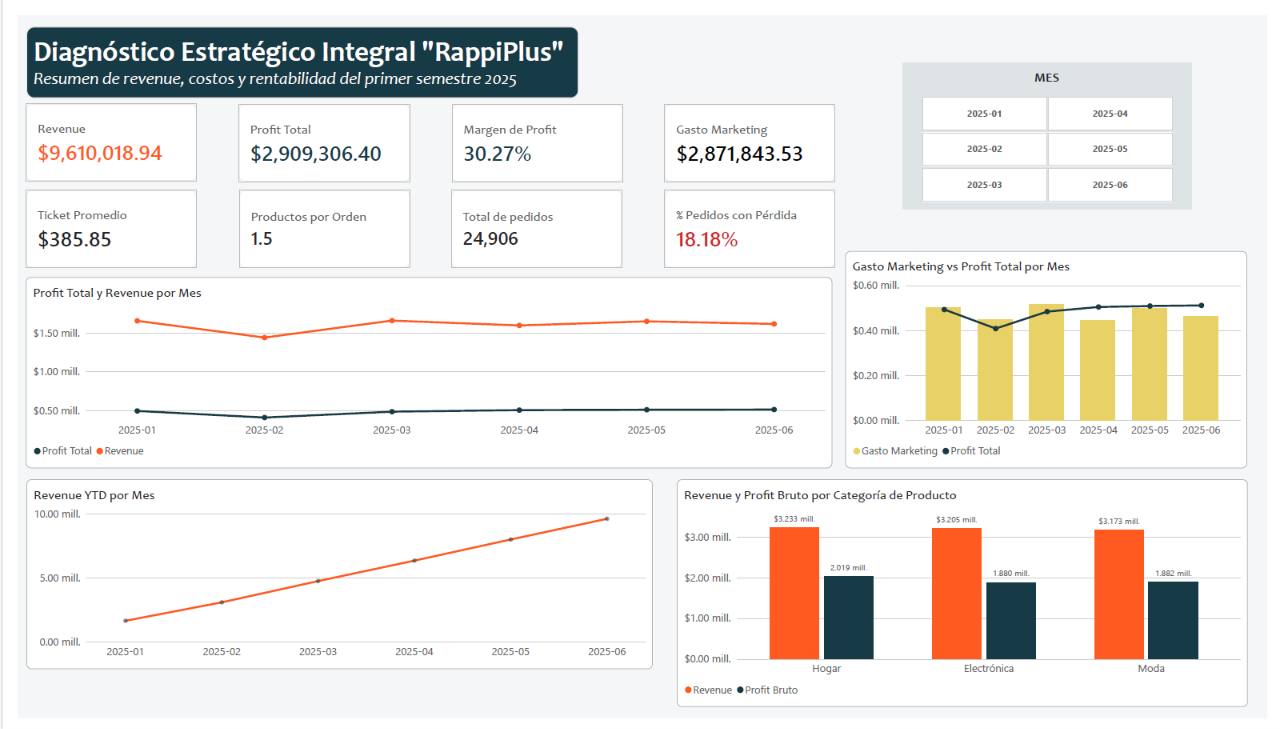 Diagnóstico Estratégico Integral "RappiPlus"
Resumen de revenue, costos y rentabilidad del primer semestre 2025
MES
2025-01 2025-04
2025-02 2025-05
2025-03 2025-06
Revenue
$9,610,018.94
Profit Total
$2,909,306.40
Margen de Profit
30.27%
Gasto Marketing
$2,871,843.53
Ticket Promedio
$385.85
Productos por Orden
1.5
Total de pedidos
24,906
% Pedidos con Pérdida
18.18%
Profit Total y Revenue por Mes
$1.50 mill.
$1.00 mill.
$0.50 mill.
2025-01 2025-02 2025-03 2025-04 2025-05 2025-06
Profit Total Revenue
Gasto Marketing vs Profit Total por Mes
$0.60 mill.
$0.40 mill.
$0.20 mill.
$0.00 mill.
2025-01 2025-02 2025-03 2025-04 2025-05 2025-06
Gasto Marketing Profit Total
Revenue YTD por Mes
10.00 mill.
5.00 mill.
0.00 mill.
2025-01 2025-02 2025-03 2025-04 2025-05 2025-06
Revenue y Profit Bruto por Categoría de Producto
$3.233 mill. $3.205 mill. $3.173 mill.
$3.00 mill.
2.019 mill. 1.880 mill. 1.882 mill.
$2.00 mill.
$1.00 mill.
$0.00 mill.
Hogar Electrónica Moda
Revenue Profit Bruto